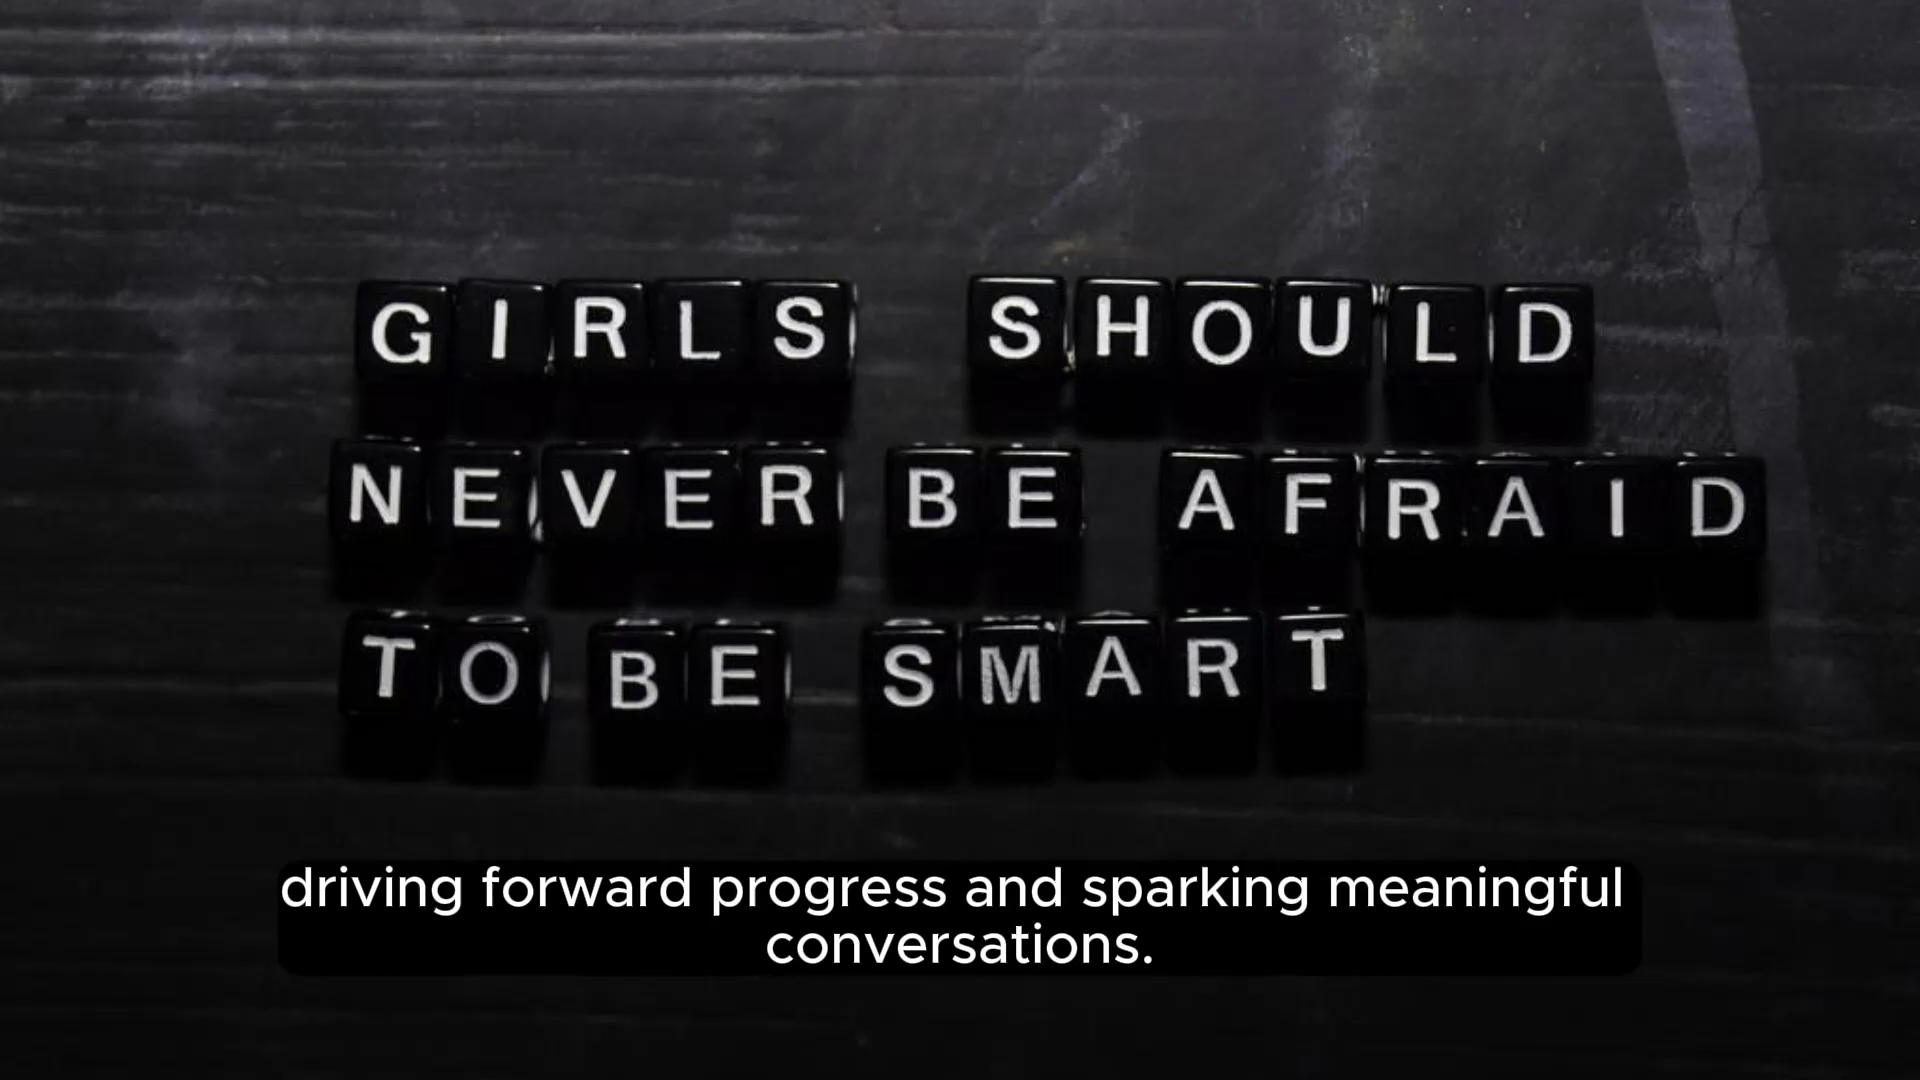 GIRLS SHOULD
NEVER BE AFRAID
TO BE SMART
driving forward progress and sparking meaningful
conversations.